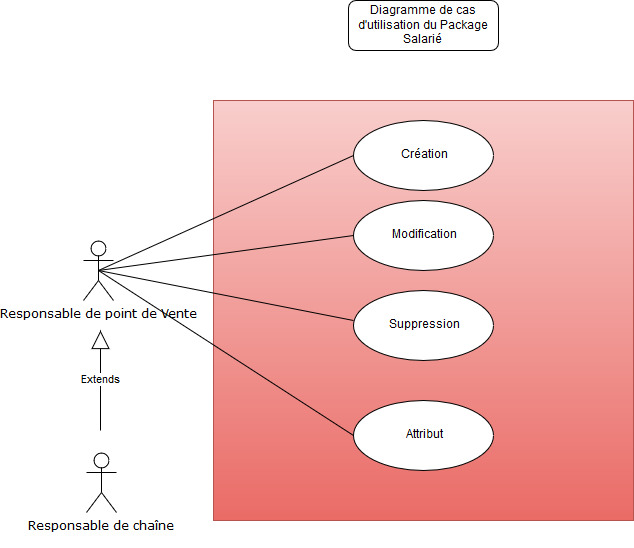 Diagramme de cas
d'utilisation du Package
Salarié
Création
Modification
Responsable de point de Vente
Suppression
Extends
Attribut
Responsable de chaîne